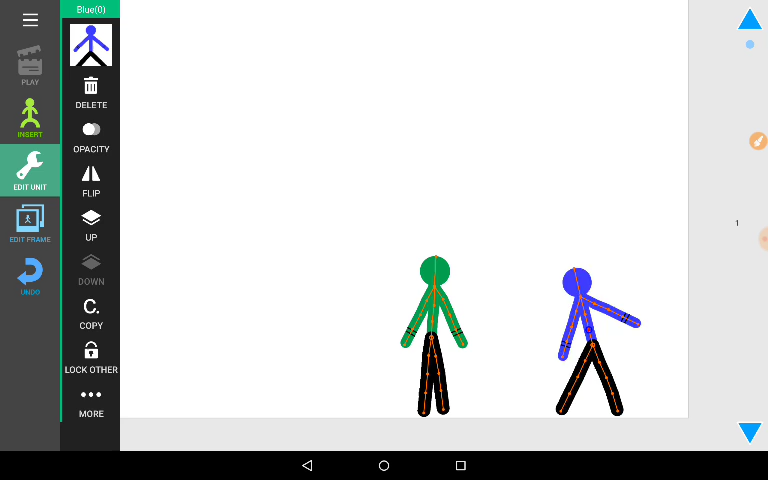 Blue(0)
PLAY
INSERT
EDIT UNIT
EDIT FRAME
UNDO
DELETE
OPACITY
FLIP
UP
DOWN
C.
COPY
LOCK OTHER
MORE
1